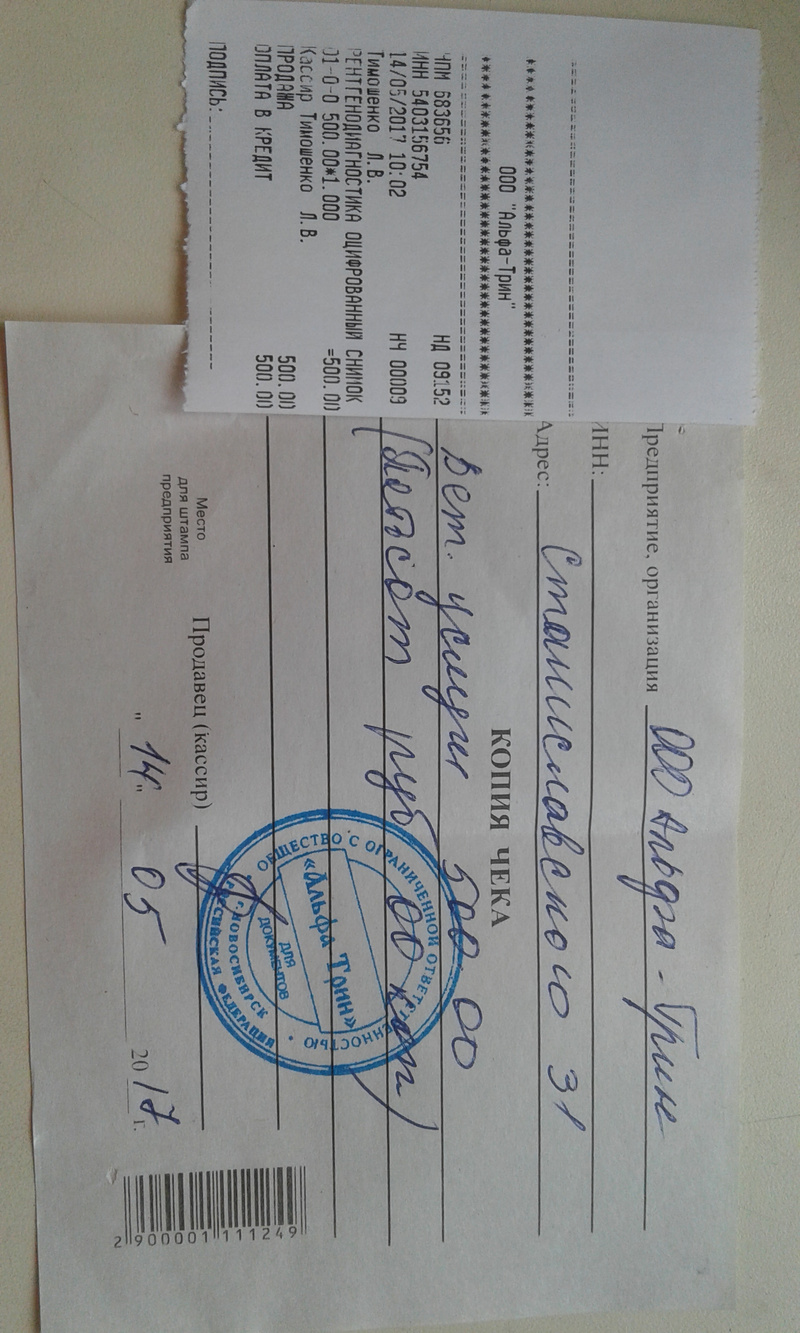 ООО "Альфа-Трин"
ЧПМ 683656 НД 09152
ИНН 5403156754
14/05/2017 10:02 НЧ 00009
Тимошенко Л.В.
РЕНТГЕНОДИАГНОСТИКА ОЦИФРОВАННЫЙ СНИМОК
01-0-0 500.00*1.000 =500.00
Кассир Тимошенко Л.В.
ПРОДАЖА 500.00
ОПЛАТА В КРЕДИТ 500.00
ПОДПИСЬ:
Предприятие, организация ООО Альфа-Трин
ИНН:
Адрес: Станиславского 31
КОПИЯ ЧЕКА
Вет. услуги 500-00
(Пятьсот руб 00 коп)
Продавец (кассир)
Место
для штампа
предприятия
"14" 05 2017 г.
ОБЩЕСТВО С ОГРАНИЧЕННОЙ ОТВЕТСТВЕННОСТЬЮ
«Альфа Трин»
ДЛЯ
ДОКУМЕНТОВ
г. НОВОСИБИРСК
РОССИЙСКАЯ ФЕДЕРАЦИЯ
2 900001 111249